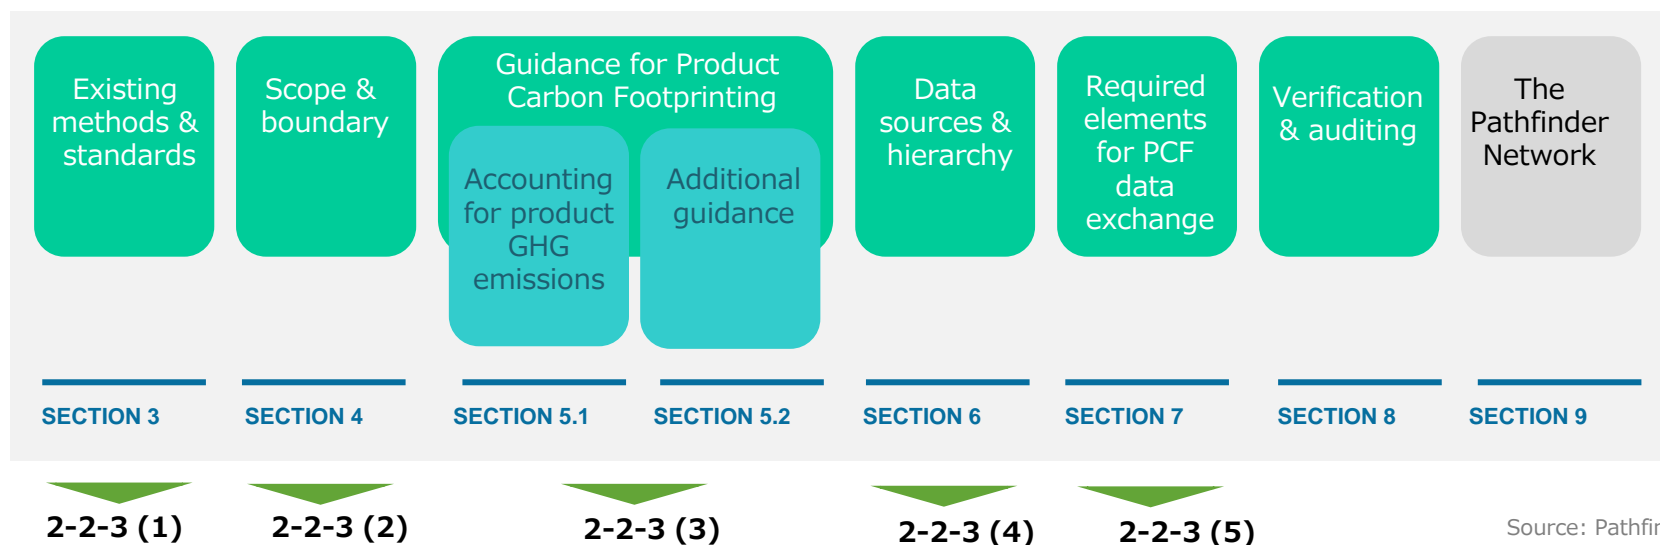 Existing
methods &
standards
Scope &
boundary
Guidance for Product
Carbon Footprinting
Accounting
for product
GHG
emissions
Additional
guidance
Data
sources &
hierarchy
Required
elements
for PCF
data
exchange
Verification
& auditing
The
Pathfinder
Network
SECTION 3
SECTION 4
SECTION 5.1
SECTION 5.2
SECTION 6
SECTION 7
SECTION 8
SECTION 9
2-2-3 (1)
2-2-3 (2)
2-2-3 (3)
2-2-3 (4)
2-2-3 (5)
Source: Pathfin